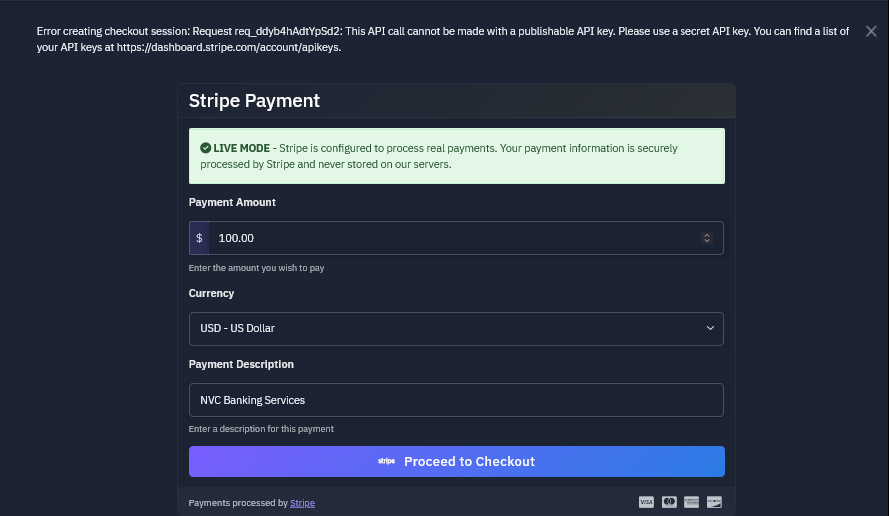 Error creating checkout session: Request req_ddyb4hAdtYpSd2: This API call cannot be made with a publishable API key. Please use a secret API key. You can find a list of
your API keys at https://dashboard.stripe.com/account/apikeys.
Stripe Payment
LIVE MODE - Stripe is configured to process real payments. Your payment information is securely
processed by Stripe and never stored on our servers.
Payment Amount
$ 100.00
Enter the amount you wish to pay
Currency
USD - US Dollar
Payment Description
NVC Banking Services
Enter a description for this payment
stripe Proceed to Checkout
Payments processed by Stripe
VISA